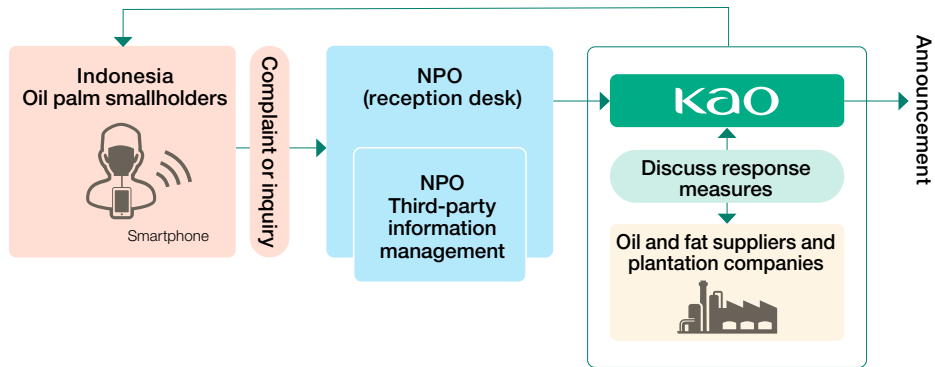 Indonesia
Oil palm smallholders
Smartphone
Complaint or inquiry
NPO
(reception desk)
NPO
Third-party
information
management
Kao
Discuss response
measures
Oil and fat suppliers and
plantation companies
Announcement